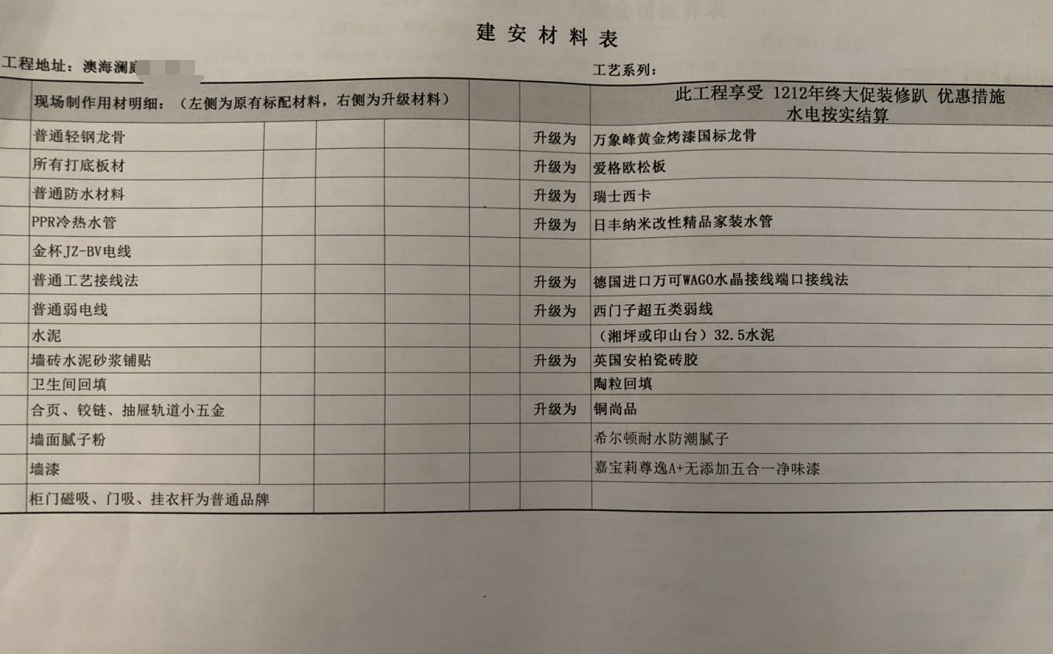 建安材料表
工程地址：澳海澜庭
工艺系列：
现场制作用材明细：（左侧为原有标配材料，右侧为升级材料）
此工程享受 1212年终大促装修趴 优惠措施
水电按实结算
普通轻钢龙骨 升级为 万象峰黄金烤漆国标龙骨
所有打底板材 升级为 爱格欧松板
普通防水材料 升级为 瑞士西卡
PPR冷热水管 升级为 日丰纳米改性精品家装水管
金杯JZ-BV电线
普通工艺接线法 升级为 德国进口万可WAGO水晶接线端口接线法
普通弱电线 升级为 西门子超五类弱线
水泥 （湘坪或印山台）32.5水泥
墙砖水泥砂浆铺贴 升级为 英国安柏瓷砖胶
卫生间回填 陶粒回填
合页、铰链、抽屉轨道小五金 升级为 铜尚品
墙面腻子粉 希尔顿耐水防潮腻子
墙漆 嘉宝莉尊逸A+无添加五合一净味漆
柜门磁吸、门吸、挂衣杆为普通品牌